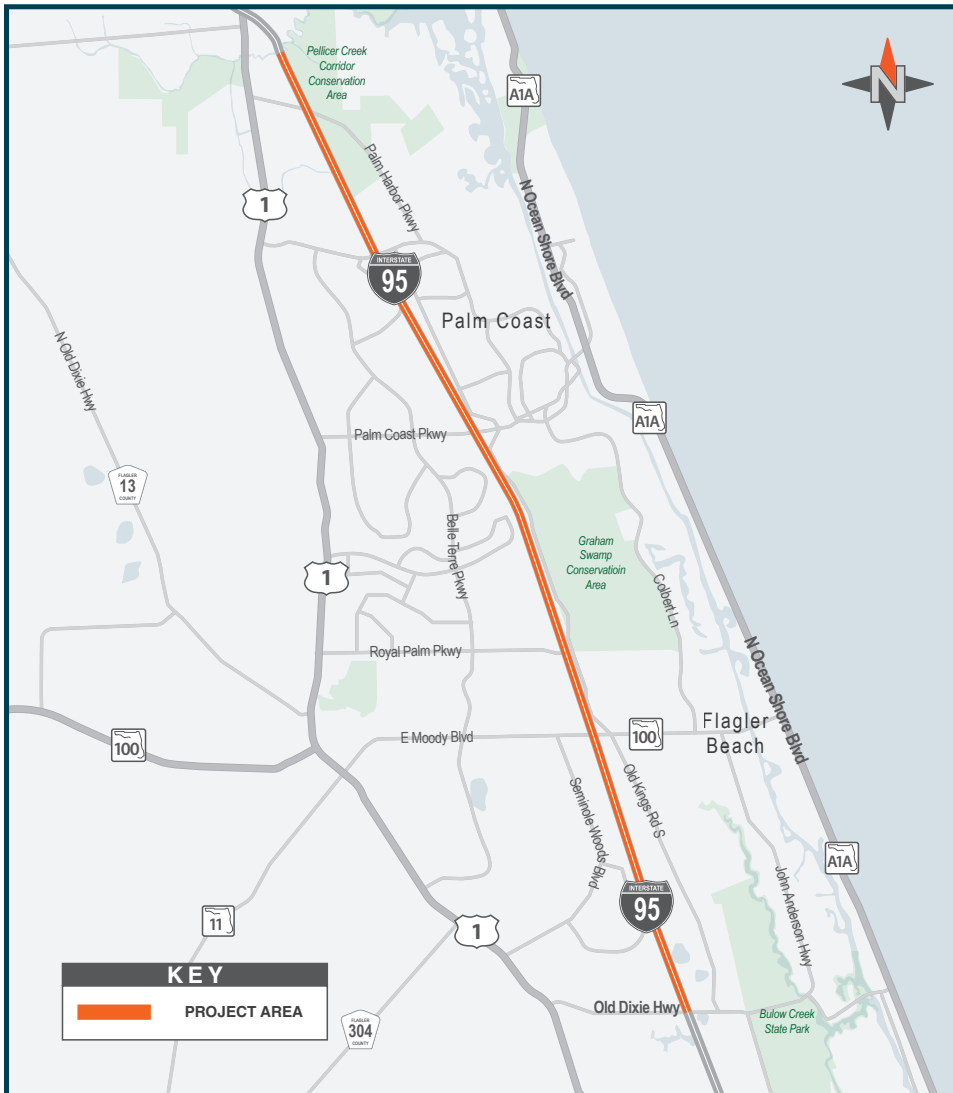 Pellicer Creek
Corridor
Conservation
Area
A1A
N
Palm Harbor Pkwy
1
N Ocean Shore Blvd
INTERSTATE
95
Palm Coast
N Old Dixie Hwy
A1A
Palm Coast Pkwy
FLAGLER
13
COUNTY
Belle Terre Pkwy
Graham
Swamp
Conservatioin
Area
1
Colbert Ln
Royal Palm Pkwy
N Ocean Shore Blvd
100
E Moody Blvd
100
Flagler
Beach
Old Kings Rd S
Seminole Woods Blvd
A1A
John Anderson Hwy
INTERSTATE
95
11
1
KEY
PROJECT AREA
Old Dixie Hwy
Bulow Creek
State Park
FLAGLER
304
COUNTY